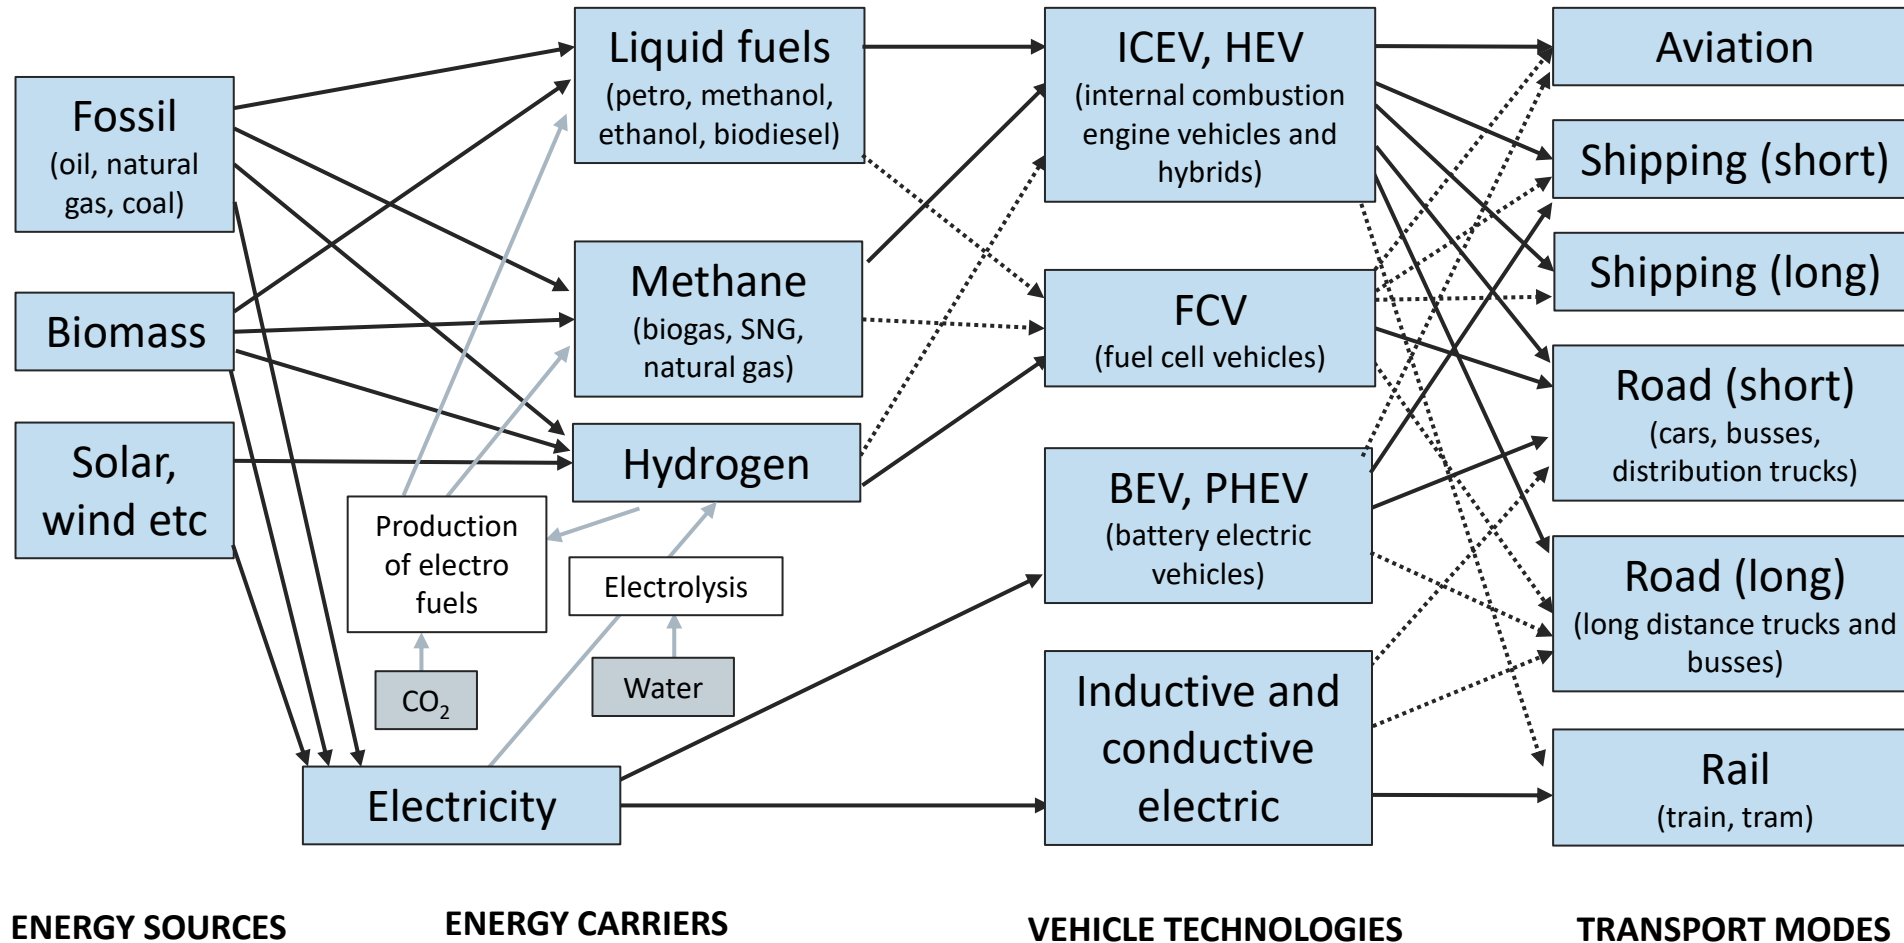 Fossil
(oil, natural
gas, coal)
Biomass
Solar,
wind etc
Liquid fuels
(petro, methanol,
ethanol, biodiesel)
Methane
(biogas, SNG,
natural gas)
Hydrogen
Production
of electro
fuels
Electrolysis
CO₂
Water
Electricity
ICEV, HEV
(internal combustion
engine vehicles and
hybrids)
FCV
(fuel cell vehicles)
BEV, PHEV
(battery electric
vehicles)
Inductive and
conductive
electric
Aviation
Shipping (short)
Shipping (long)
Road (short)
(cars, busses,
distribution trucks)
Road (long)
(long distance trucks and
busses)
Rail
(train, tram)
ENERGY SOURCES
ENERGY CARRIERS
VEHICLE TECHNOLOGIES
TRANSPORT MODES